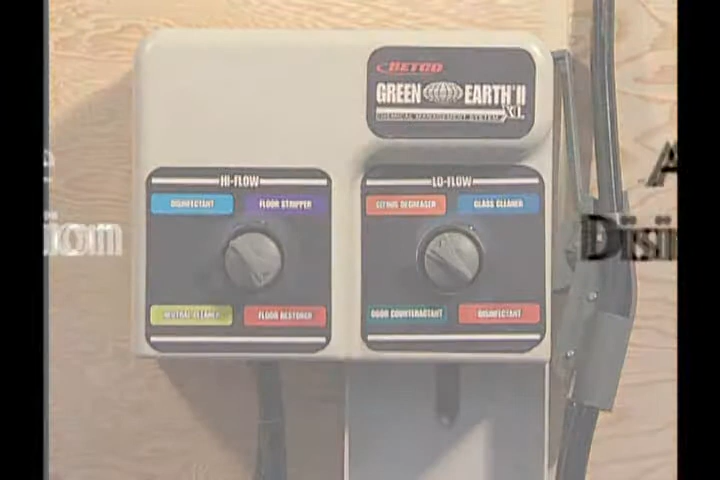 BETCO
GREEN EARTH II
XL
CHEMICAL MANAGEMENT SYSTEM
HI-FLOW
DISINFECTANT FLOOR STRIPPER
NEUTRAL CLEANER FLOOR RESTORER
LO-FLOW
CITRUS DEGREASER GLASS CLEANER
ODOR COUNTERACTANT DISINFECTANT